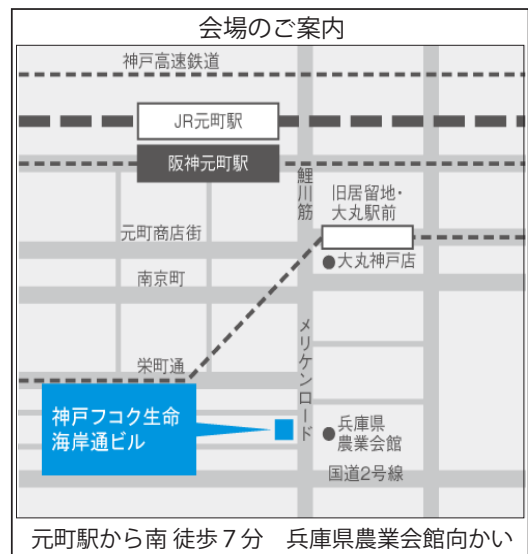 会場のご案内
神戸高速鉄道
JR元町駅
阪神元町駅
鯉川筋
旧居留地・
大丸駅前
元町商店街
●大丸神戸店
南京町
メリケンロード
栄町通
神戸フコク生命
海岸通ビル
●兵庫県
農業会館
国道2号線
元町駅から南 徒歩7分　兵庫県農業会館向かい